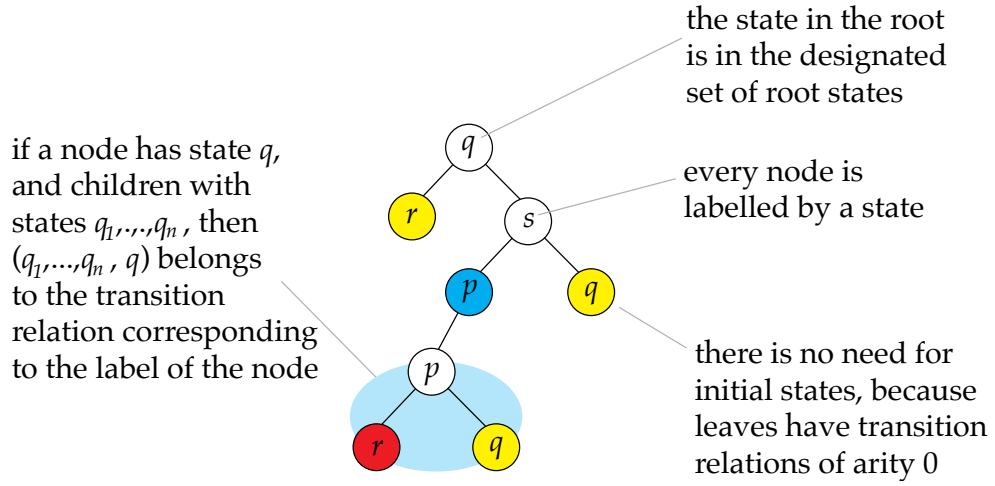 the state in the root
is in the designated
set of root states
if a node has state q,
and children with
states q1,.,.,qn , then
(q1,...,qn , q) belongs
to the transition
relation corresponding
to the label of the node
every node is
labelled by a state
there is no need for
initial states, because
leaves have transition
relations of arity 0
q
r
s
p
q
p
r
q